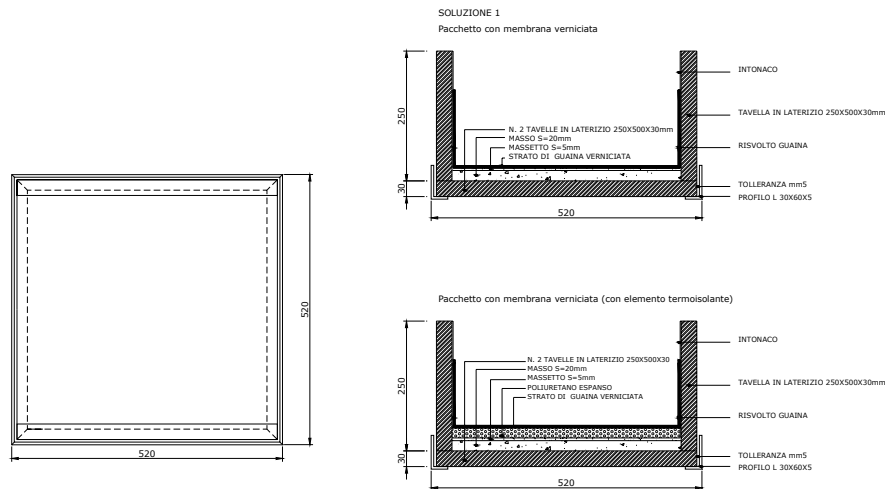 SOLUZIONE 1
Pacchetto con membrana verniciata
INTONACO
250
TAVELLA IN LATERIZIO 250X500X30mm
N. 2 TAVELLE IN LATERIZIO 250X500X30mm
MASSO S=20mm
MASSETTO S=5mm
STRATO DI GUAINA VERNICIATA
RISVOLTO GUAINA
30
TOLLERANZA mm5
PROFILO L 30X60X5
520
520
520
Pacchetto con membrana verniciata (con elemento termoisolante)
INTONACO
250
N. 2 TAVELLE IN LATERIZIO 250X500X30
MASSO S=20mm
MASSETTO S=5mm
POLIURETANO ESPANSO
STRATO DI GUAINA VERNICIATA
TAVELLA IN LATERIZIO 250X500X30mm
RISVOLTO GUAINA
30
TOLLERANZA mm5
PROFILO L 30X60X5
520